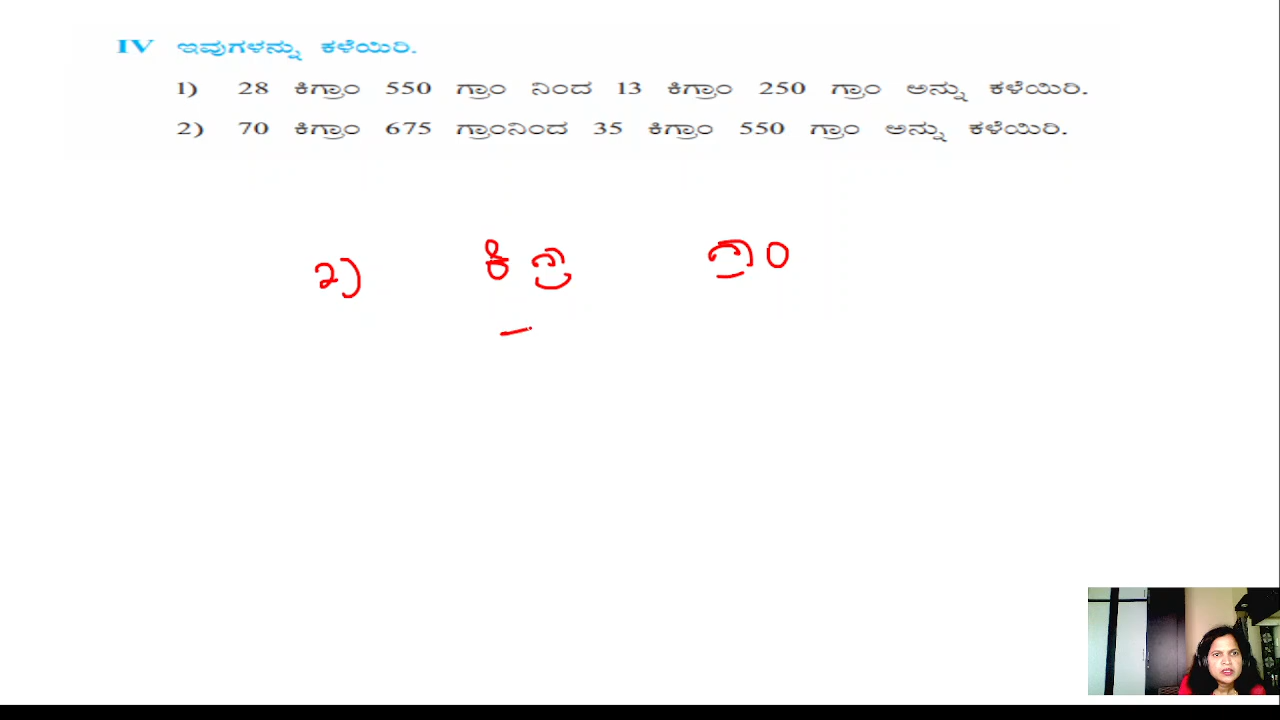 IV ಇವುಗಳನ್ನು ಕಳೆಯಿರಿ.
1) 28 ಕಿಗ್ರಾಂ 550 ಗ್ರಾಂ ನಿಂದ 13 ಕಿಗ್ರಾಂ 250 ಗ್ರಾಂ ಅನ್ನು ಕಳೆಯಿರಿ.
2) 70 ಕಿಗ್ರಾಂ 675 ಗ್ರಾಂನಿಂದ 35 ಕಿಗ್ರಾಂ 550 ಗ್ರಾಂ ಅನ್ನು ಕಳೆಯಿರಿ.
2) ಕಿಗ್ರಾ ಗ್ರಾಂ